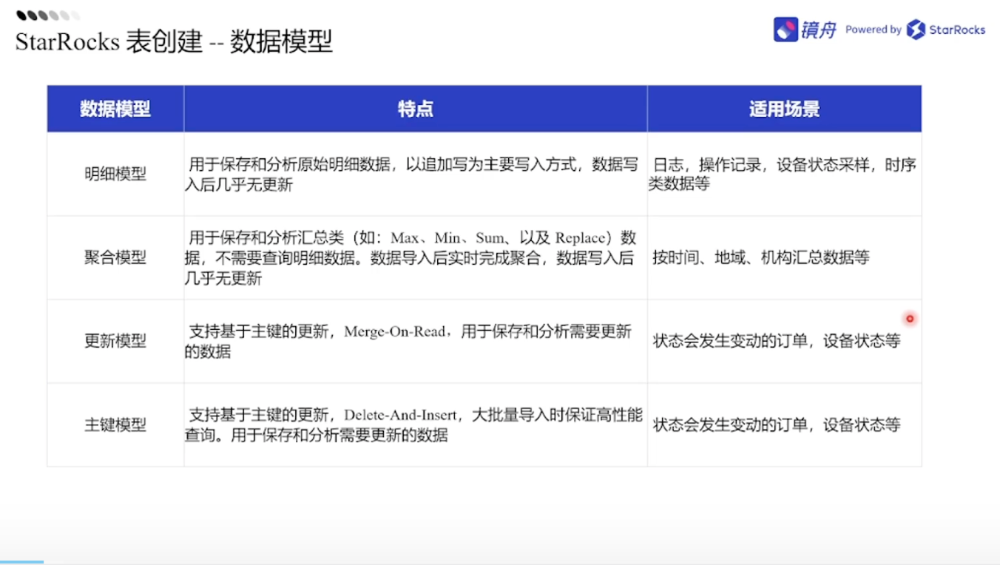 StarRocks 表创建 -- 数据模型
镜舟 Powered by StarRocks
数据模型 特点 适用场景
明细模型
用于保存和分析原始明细数据，以追加写为主要写入方式，数据写
入后几乎无更新
日志，操作记录，设备状态采样，时序
类数据等
聚合模型
用于保存和分析汇总类（如：Max、Min、Sum、以及 Replace）数
据，不需要查询明细数据。数据导入后实时完成聚合，数据写入后
几乎无更新
按时间、地域、机构汇总数据等
更新模型
支持基于主键的更新，Merge-On-Read，用于保存和分析需要更新
的数据
状态会发生变动的订单，设备状态等
主键模型
支持基于主键的更新，Delete-And-Insert，大批量导入时保证高性能
查询。用于保存和分析需要更新的数据
状态会发生变动的订单，设备状态等